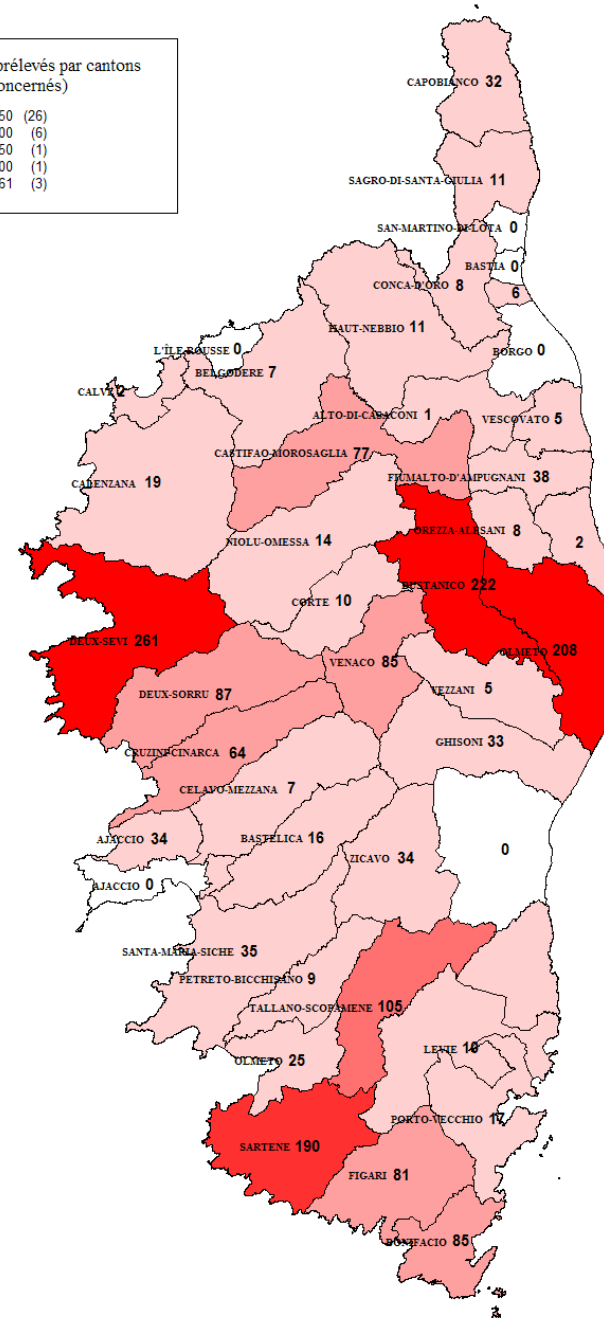 prélevés par cantons
oncernés)
50 (26)
00 (6)
50 (1)
00 (1)
61 (3)
CAPOBIANCO 32
SAGRO-DI-SANTA-GIULIA 11
SAN-MARTINO-DI-LOTA 0
BASTIA 0
CONCA-D'ORO 8
6
HAUT-NEBBIO 11
L'ÎLE-ROUSSE 0
BORGO 0
BELGODERE 7
CALVI 2
ALTO-DI-CASACONI 1
VESCOVATO 5
CASTIFAO-MOROSAGLIA 77
FIUMALTO-D'AMPUGNANI 38
CALENZANA 19
OREZZA-ALESANI 8
NIOLU-OMESSA 14
2
BUSTANICO 222
CORTE 10
DEUX-SEVI 261
OLMETO 208
VENACO 85
VEZZANI 5
DEUX-SORRU 87
GHISONI 33
CRUZINI-CINARCA 64
CELAVO-MEZZANA 7
AJACCIO 34
BASTELICA 16
0
ZICAVO 34
AJACCIO 0
SANTA-MARIA-SICHE 35
PETRETO-BICCHISANO 9
TALLANO-SCOPAMENE 105
LEVIE 10
OLMETO 25
PORTO-VECCHIO 17
SARTENE 190
FIGARI 81
BONIFACIO 85